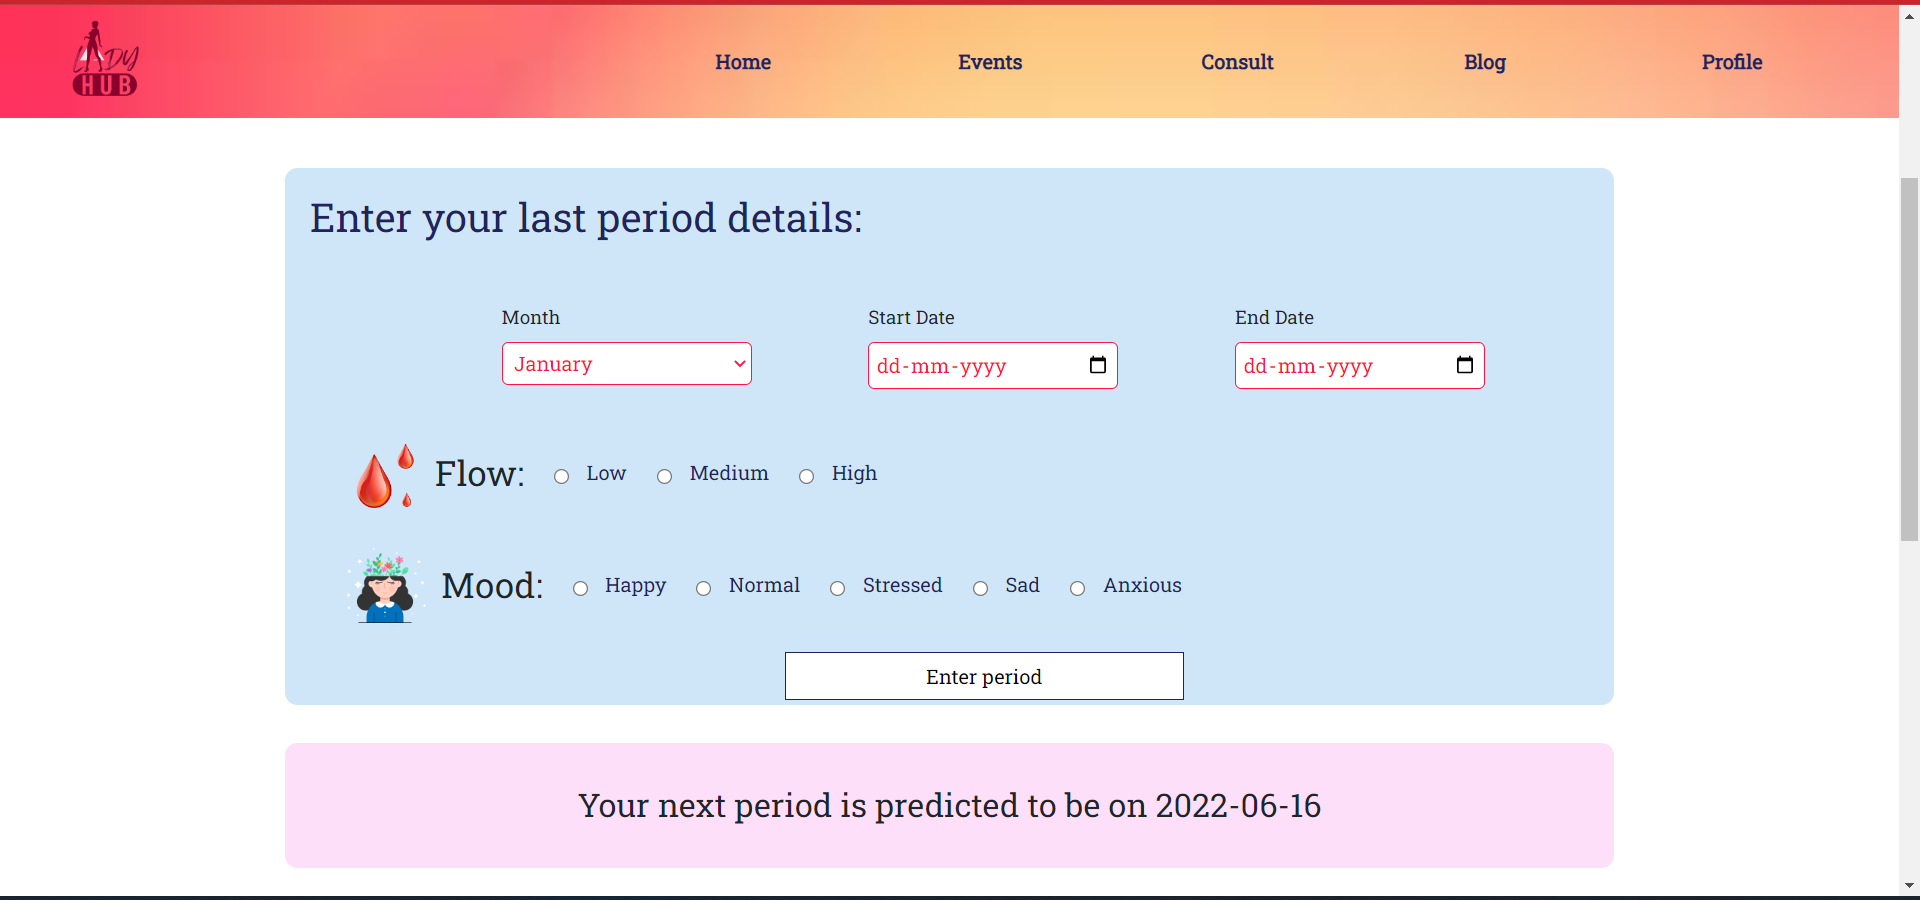 LADY
HUB
Home Events Consult Blog Profile
Enter your last period details:
Month Start Date End Date
January dd-mm-yyyy dd-mm-yyyy
Flow: Low Medium High
Mood: Happy Normal Stressed Sad Anxious
Enter period
Your next period is predicted to be on 2022-06-16